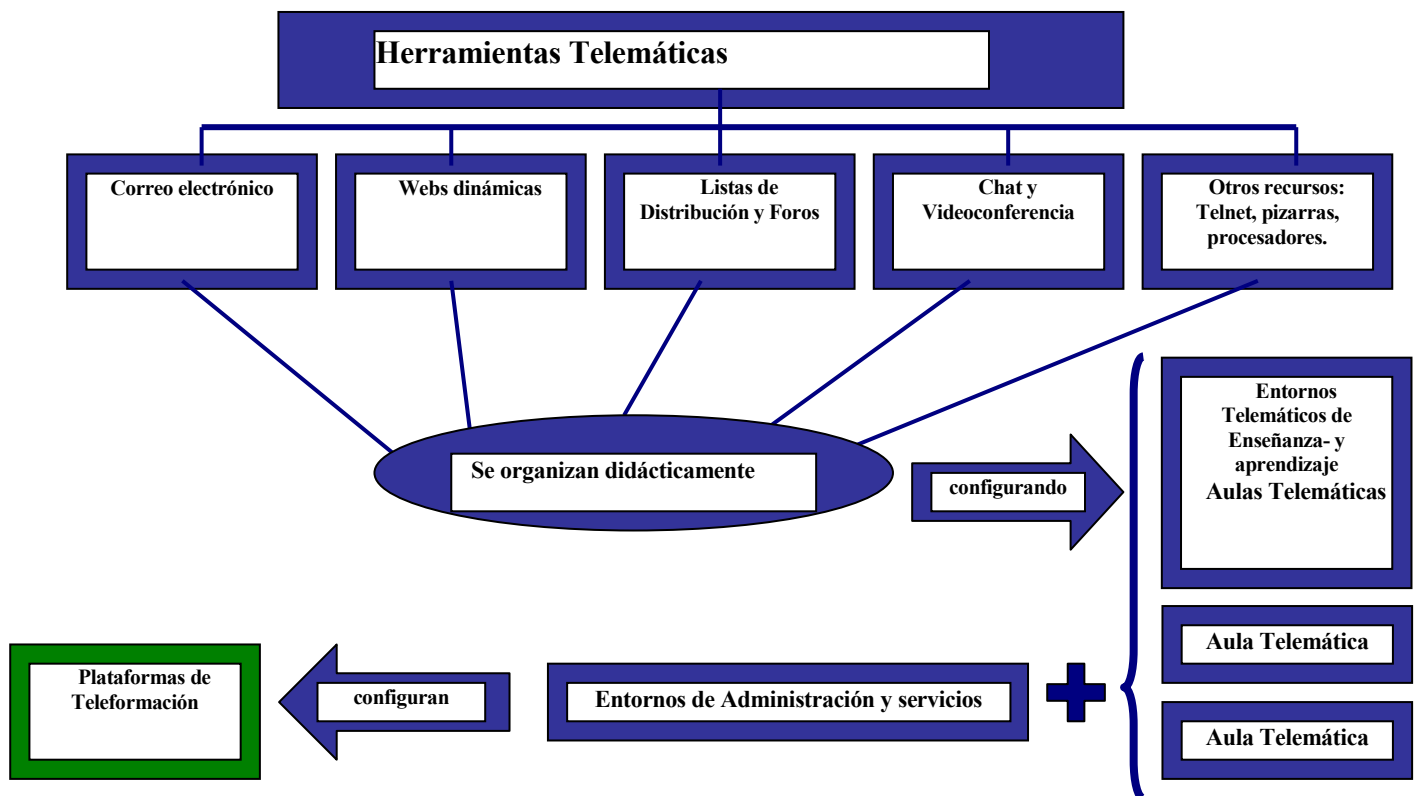 Herramientas Telemáticas
Correo electrónico
Webs dinámicas
Listas de
Distribución y Foros
Chat y
Videoconferencia
Otros recursos:
Telnet, pizarras,
procesadores.
Se organizan didácticamente
configurando
Entornos
Telemáticos de
Enseñanza- y
aprendizaje
Aulas Telemáticas
Aula Telemática
Aula Telemática
Entornos de Administración y servicios
configuran
Plataformas de
Teleformación